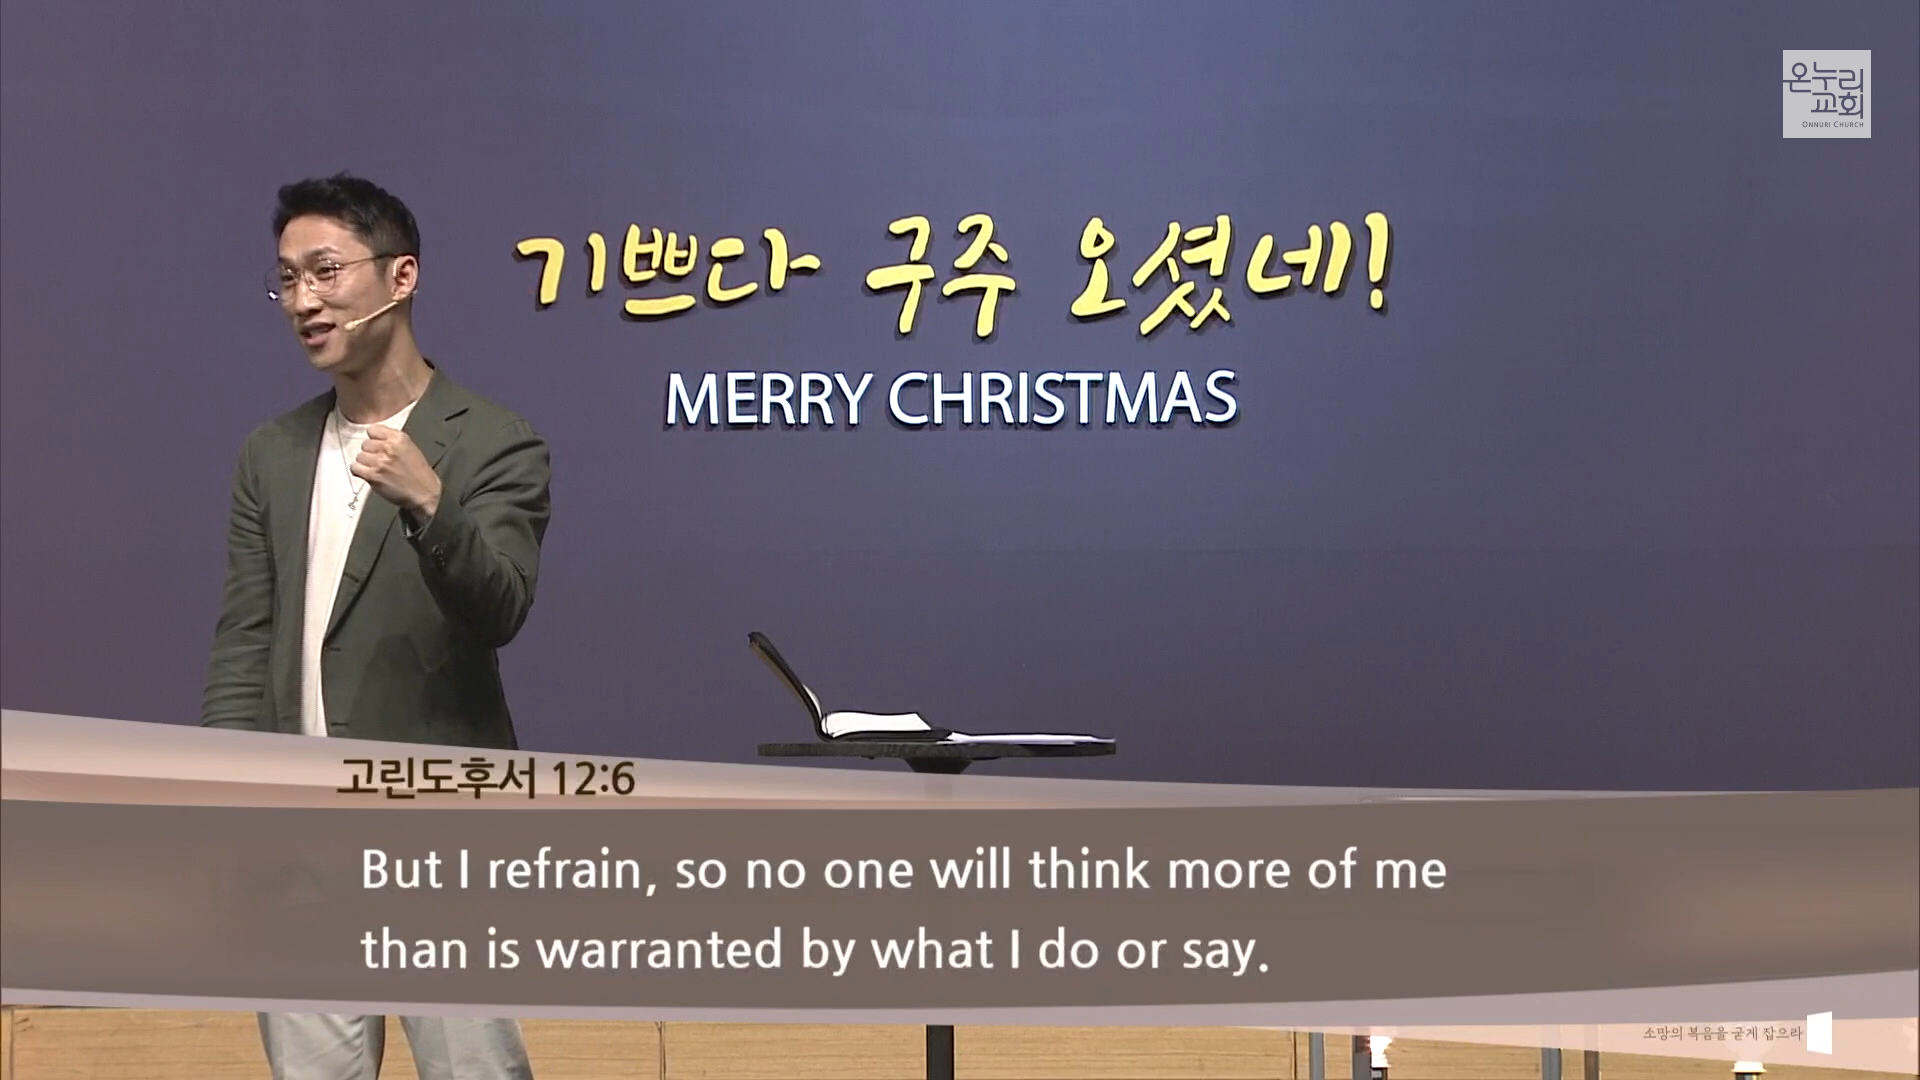 온누리
교회
ONNURI CHURCH
기쁘다 구주 오셨네!
MERRY CHRISTMAS
고린도후서 12:6
But I refrain, so no one will think more of me
than is warranted by what I do or say.
소망의 복음을 굳게 잡으라